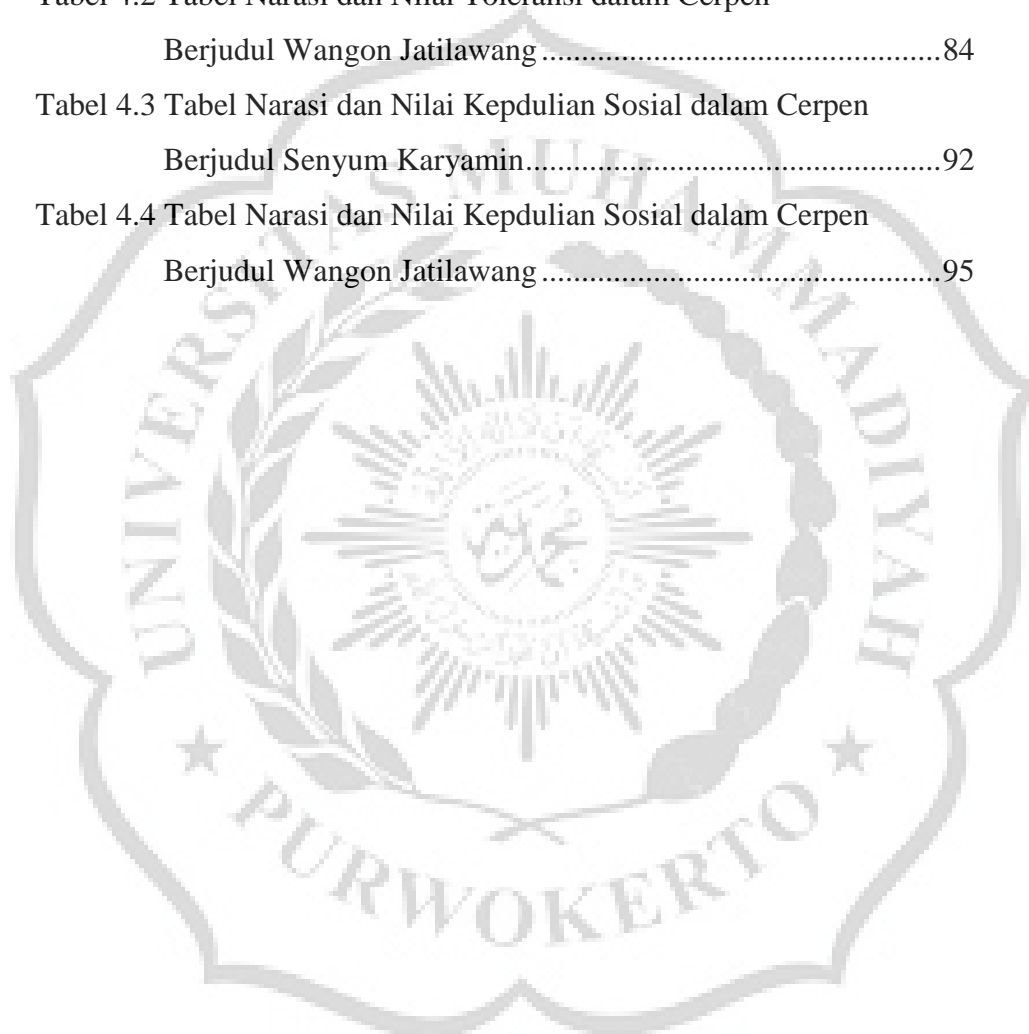 Tabel 4.2 Tabel Narasi dan Nilai Toleransi dalam Cerpen
Berjudul Wangon Jatilawang ..................................................84
Tabel 4.3 Tabel Narasi dan Nilai Kepdulian Sosial dalam Cerpen
Berjudul Senyum Karyamin....................................................92
Tabel 4.4 Tabel Narasi dan Nilai Kepdulian Sosial dalam Cerpen
Berjudul Wangon Jatilawang ..................................................95
UNIVERSITAS MUHAMMADIYAH
PURWOKERTO